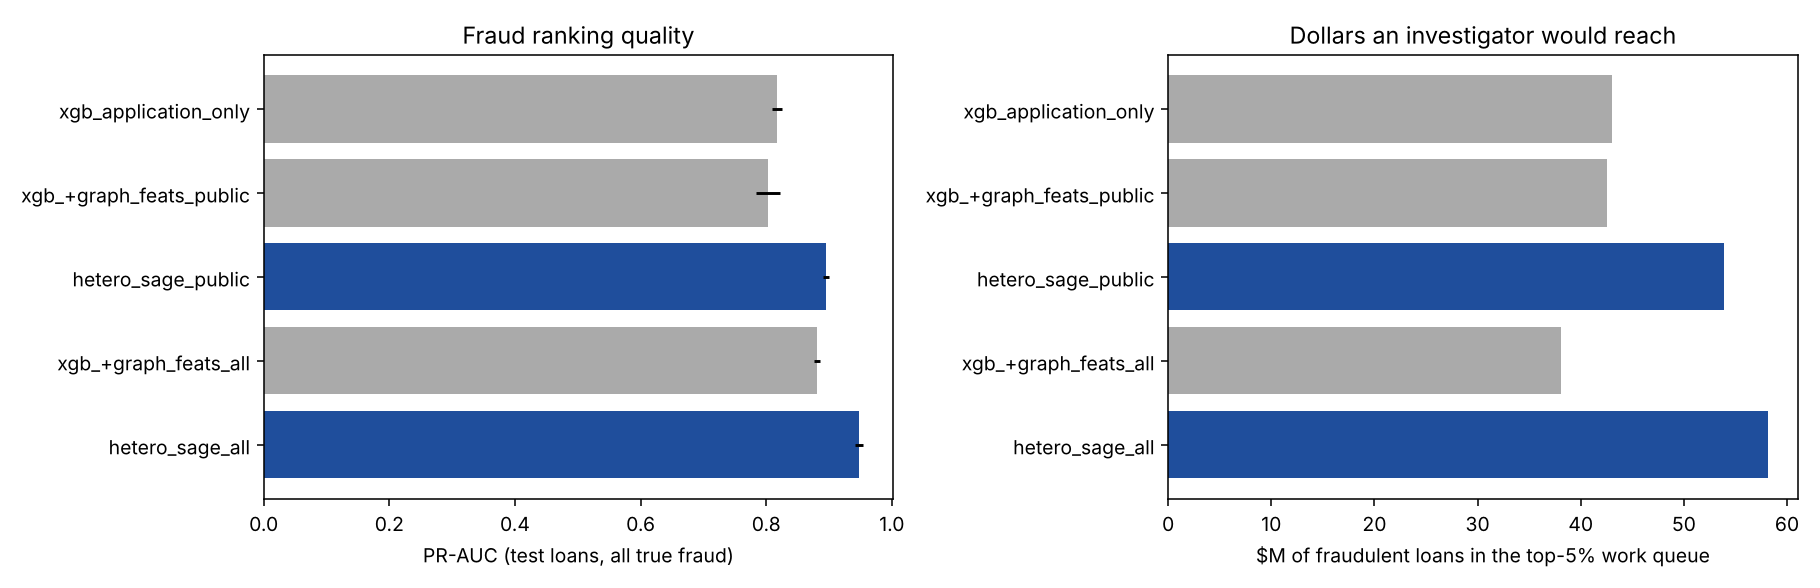 Fraud ranking quality
xgb_application_only
xgb_+graph_feats_public
hetero_sage_public
xgb_+graph_feats_all
hetero_sage_all
0.0 0.2 0.4 0.6 0.8 1.0
PR-AUC (test loans, all true fraud)
Dollars an investigator would reach
xgb_application_only
xgb_+graph_feats_public
hetero_sage_public
xgb_+graph_feats_all
hetero_sage_all
0 10 20 30 40 50 60
$M of fraudulent loans in the top-5% work queue